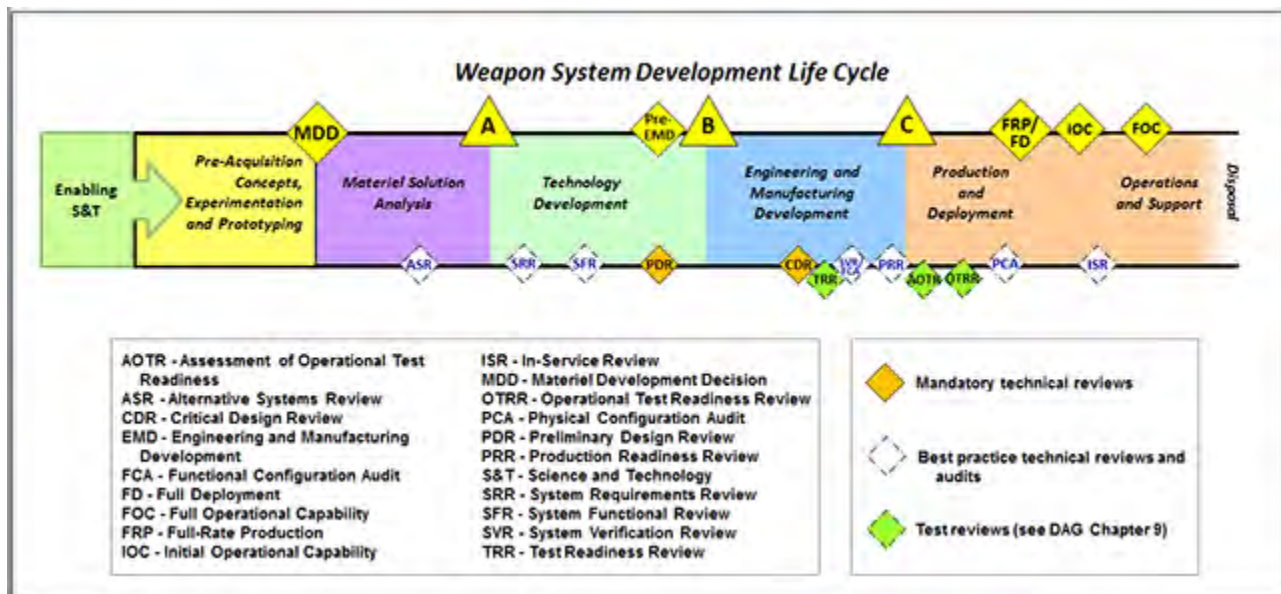 Weapon System Development Life Cycle
MDD
A
Pre-
EMD
B
C
FRP/
FD
IOC
FOC
Enabling
S&T
Pre-Acquisition
Concepts,
Experimentation
and Prototyping
Materiel Solution
Analysis
Technology
Development
Engineering and
Manufacturing
Development
Production
and
Deployment
Operations
and Support
Disposal
ASR
SRR
SFR
PDR
CDR
TRR
SVR
FCA
PRR
AOTR
OTRR
PCA
ISR
AOTR - Assessment of Operational Test
Readiness
ASR - Alternative Systems Review
CDR - Critical Design Review
EMD - Engineering and Manufacturing
Development
FCA - Functional Configuration Audit
FD - Full Deployment
FOC - Full Operational Capability
FRP - Full-Rate Production
IOC - Initial Operational Capability
ISR - In-Service Review
MDD - Materiel Development Decision
OTRR - Operational Test Readiness Review
PCA - Physical Configuration Audit
PDR - Preliminary Design Review
PRR - Production Readiness Review
S&T - Science and Technology
SRR - System Requirements Review
SFR - System Functional Review
SVR - System Verification Review
TRR - Test Readiness Review
Mandatory technical reviews
Best practice technical reviews and
audits
Test reviews (see DAG Chapter 9)